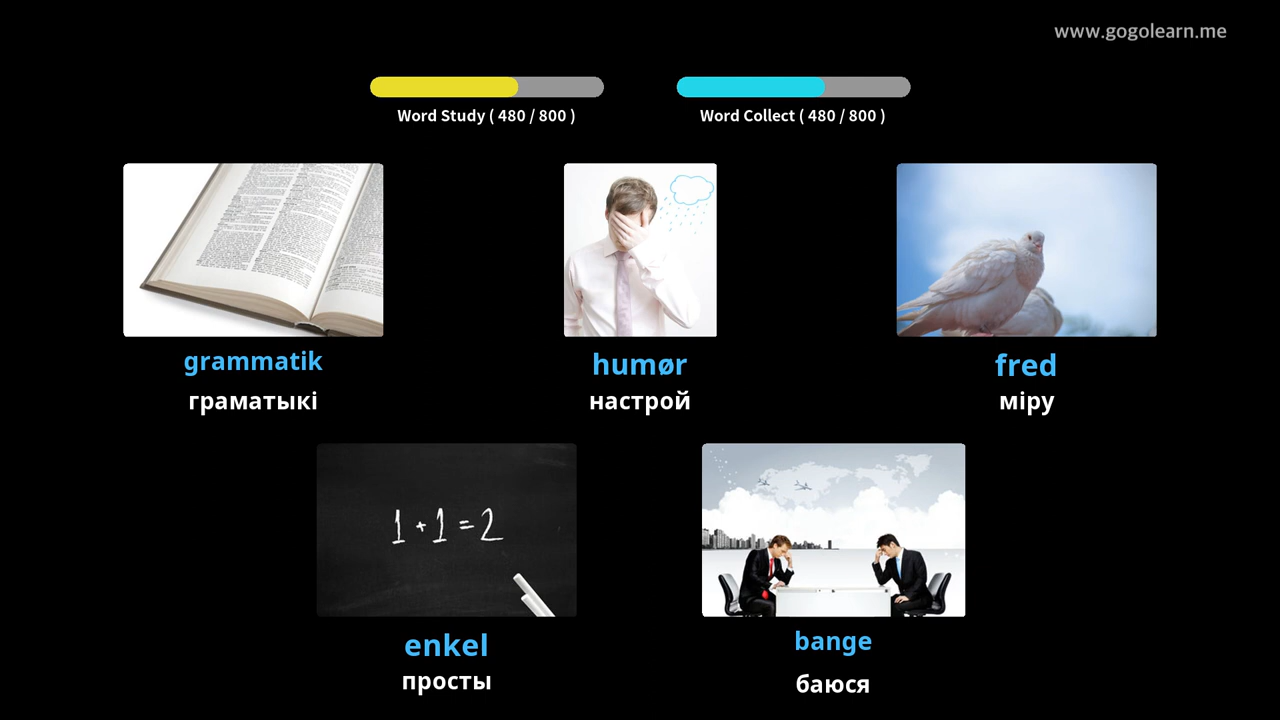 www.gogolearn.me
Word Study ( 480 / 800 )
Word Collect ( 480 / 800 )
grammatik
граматыкі
humør
настрой
fred
міру
1 + 1 = 2
enkel
просты
bange
баюся